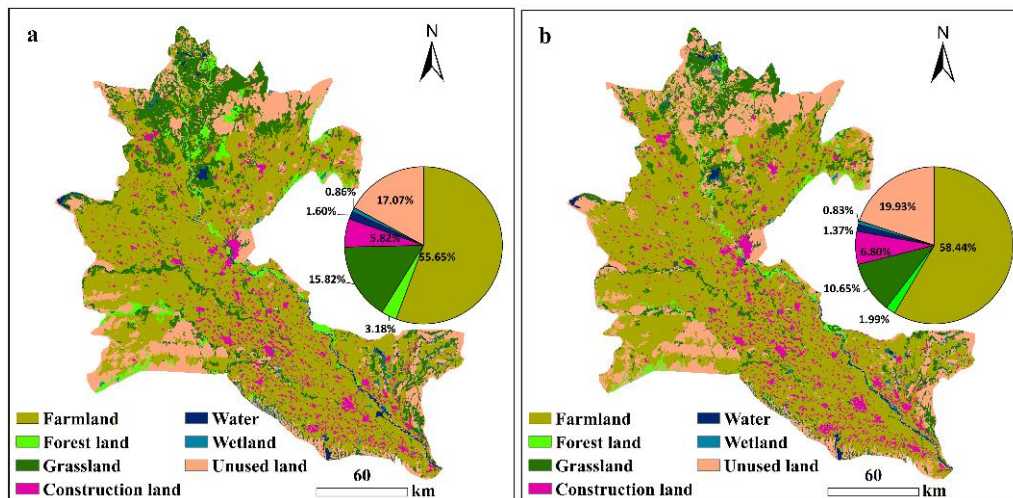 a
N
0.86%
17.07%
1.60%
5.82%
55.65%
15.82%
3.18%
Farmland
Water
Forest land
Wetland
Grassland
Unused land
Construction land
60
km
b
N
0.83%
19.93%
1.37%
6.80%
58.44%
10.65%
1.99%
Farmland
Water
Forest land
Wetland
Grassland
Unused land
Construction land
60
km